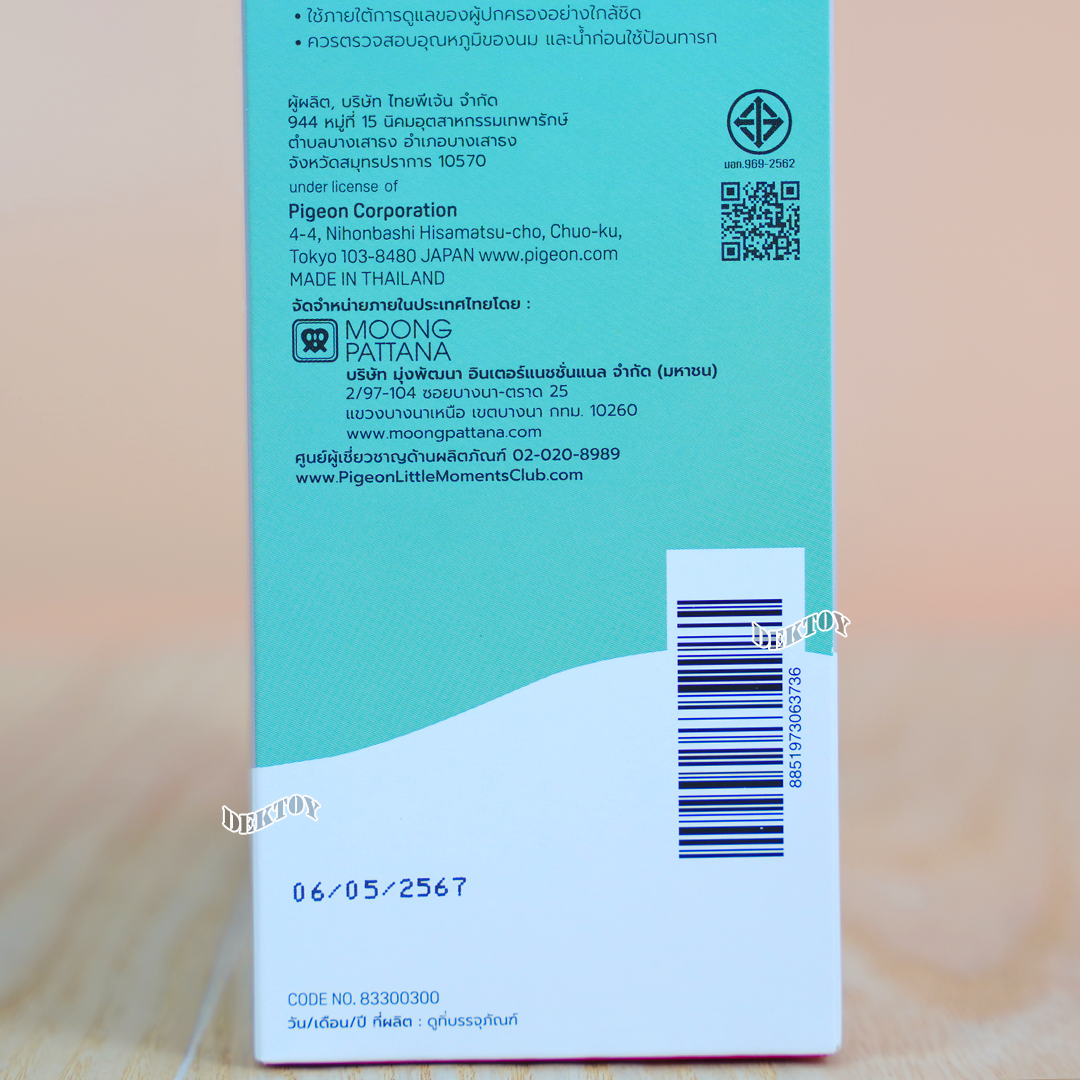 • ใช้ภายใต้การดูแลของผู้ปกครองอย่างใกล้ชิด
• ควรตรวจสอบอุณหภูมิของนม และน้ำก่อนใช้ป้อนทารก
ผู้ผลิต, บริษัท ไทยพีเจ้น จำกัด
944 หมู่ที่ 15 นิคมอุตสาหกรรมเทพารักษ์
ตำบลบางเสาธง อำเภอบางเสาธง
จังหวัดสมุทรปราการ 10570
มอก.969-2562
under license of
Pigeon Corporation
4-4, Nihonbashi Hisamatsu-cho, Chuo-ku,
Tokyo 103-8480 JAPAN www.pigeon.com
MADE IN THAILAND
จัดจำหน่ายภายในประเทศไทยโดย :
MOONG
PATTANA
บริษัท มุ่งพัฒนา อินเตอร์แนชชั่นแนล จำกัด (มหาชน)
2/97-104 ซอยบางนา-ตราด 25
แขวงบางนาเหนือ เขตบางนา กทม. 10260
www.moongpattana.com
ศูนย์ผู้เชี่ยวชาญด้านผลิตภัณฑ์ 02-020-8989
www.PigeonLittleMomentsClub.com
DEKTOY
8851973063736
DEKTOY
06/05/2567
CODE NO. 83300300
วัน/เดือน/ปี ที่ผลิต : ดูที่บรรจุภัณฑ์